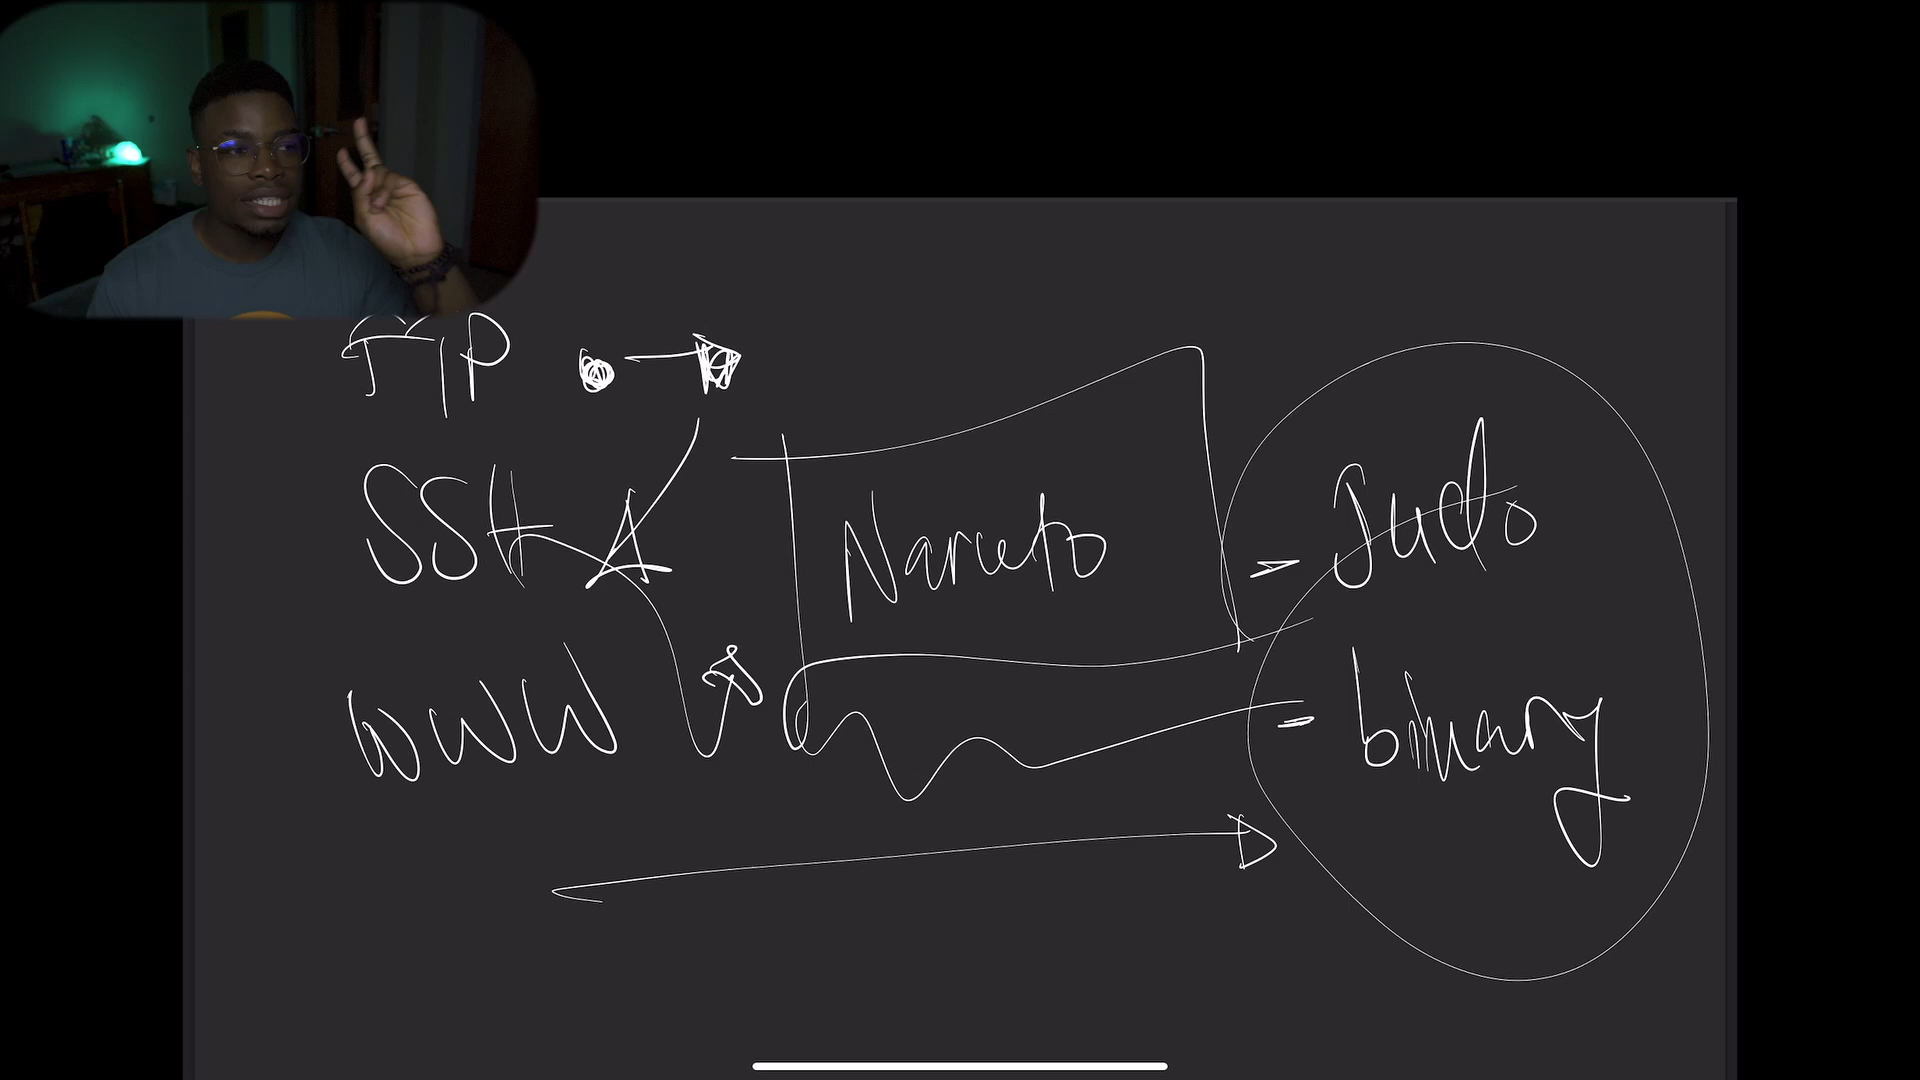 FTP
SSH
Naruto
= Sudo
WWW
= binary